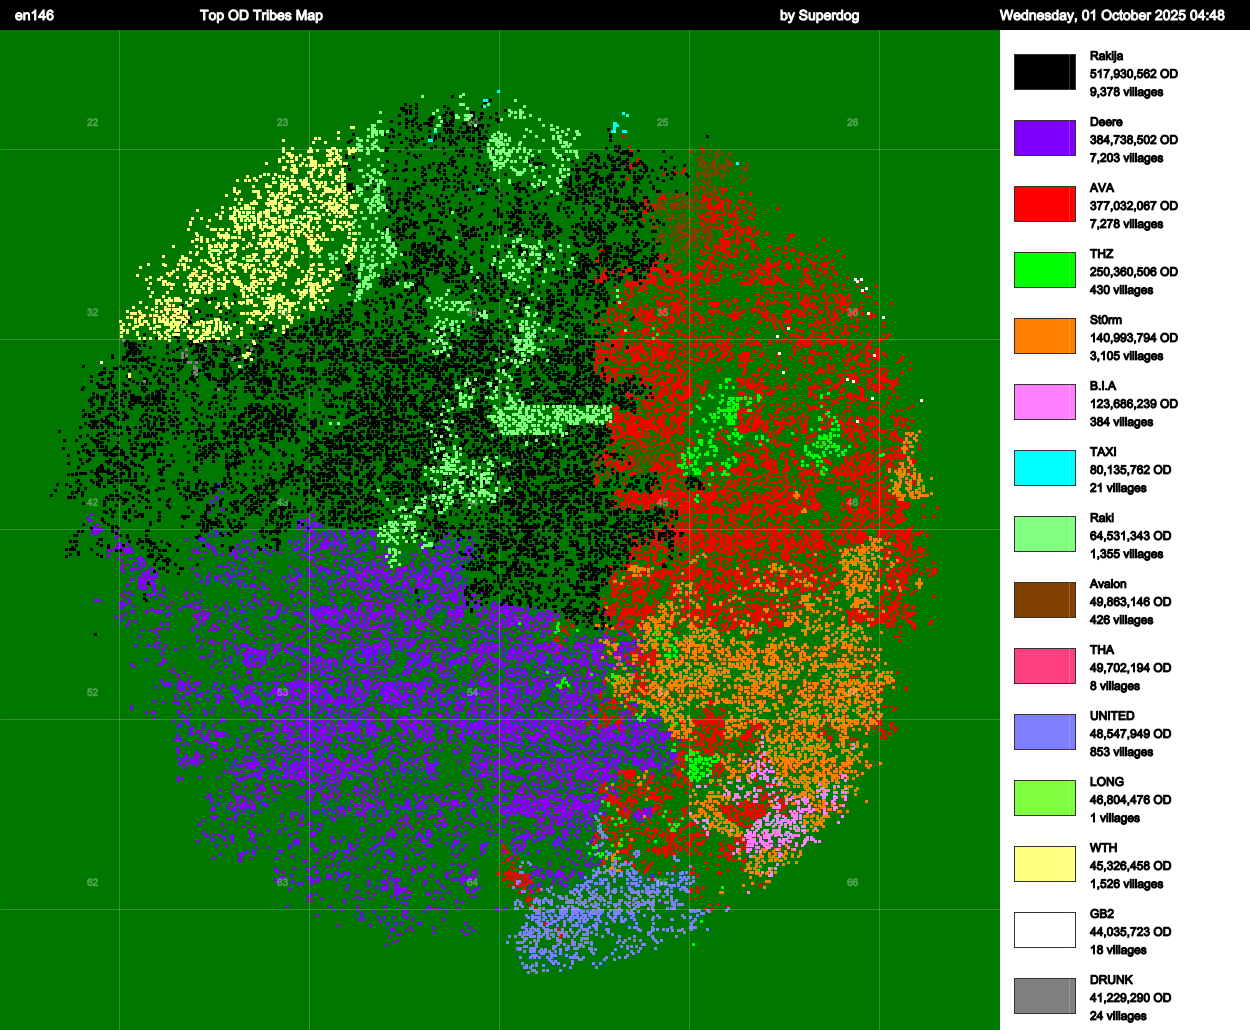 en146 Top OD Tribes Map by Superdog Wednesday, 01 October 2025 04:48
Rakija
517,930,562 OD
9,378 villages
Deere
384,738,502 OD
7,203 villages
AVA
377,032,067 OD
7,278 villages
THZ
250,360,506 OD
430 villages
St0rm
140,993,794 OD
3,105 villages
B.I.A
123,686,239 OD
384 villages
TAXI
80,135,762 OD
21 villages
Raki
64,531,343 OD
1,355 villages
Avalon
49,863,146 OD
426 villages
THA
49,702,194 OD
8 villages
UNITED
48,547,949 OD
853 villages
LONG
46,804,476 OD
1 villages
WTH
45,326,458 OD
1,526 villages
GB2
44,035,723 OD
18 villages
DRUNK
41,229,290 OD
24 villages
22 23 25 26
32 35 36
42 43 45 46
52 53 54
62 63 64 66